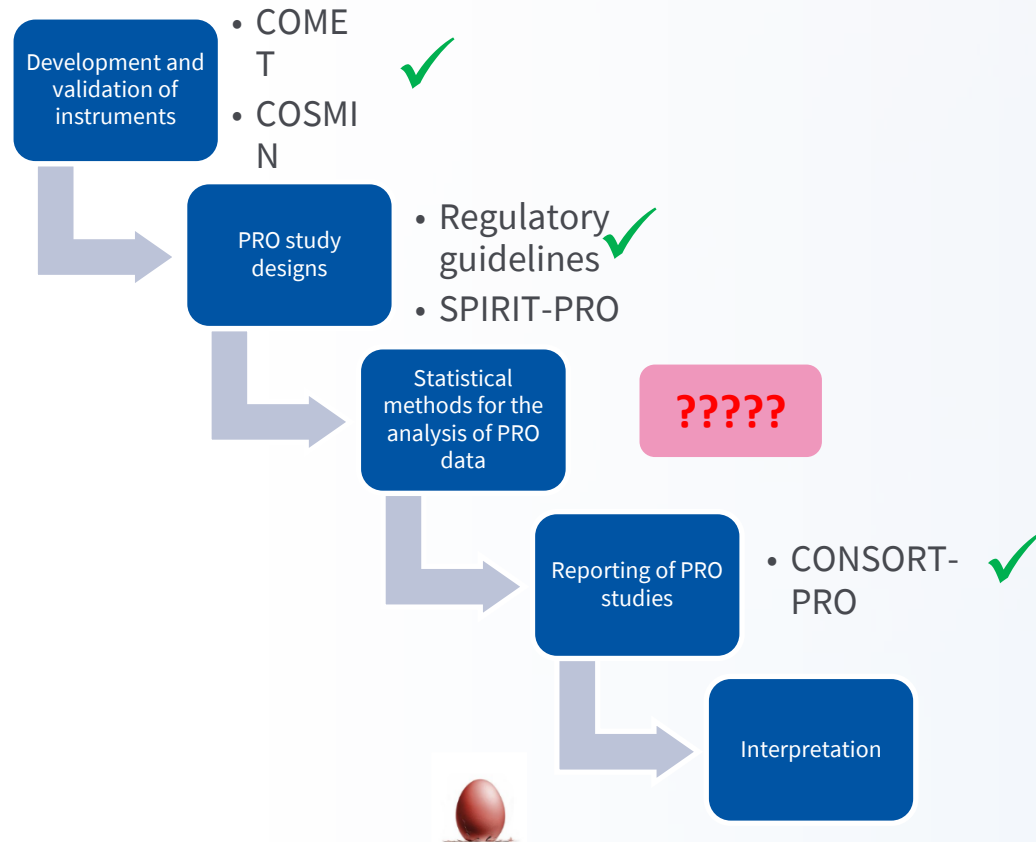 • COME
T
Development and
validation of
instruments
• COSMI
N
PRO study
designs
• Regulatory
guidelines
• SPIRIT-PRO
Statistical
methods for the
analysis of PRO
data
?????
Reporting of PRO
studies
• CONSORT-
PRO
Interpretation